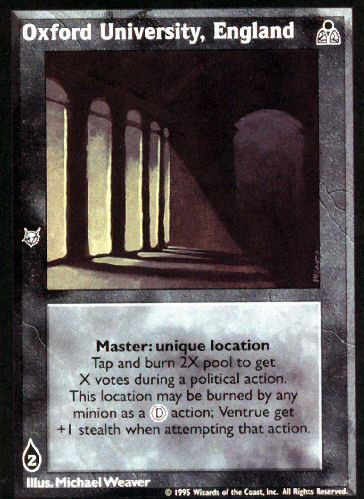 Oxford University, England
Master: unique location
Tap and burn 2X pool to get
X votes during a political action.
This location may be burned by any
minion as a Ⓓ action; Ventrue get
+1 stealth when attempting that action.
2
Illus. Michael Weaver
© 1995 Wizards of the Coast, Inc. All Rights Reserved.